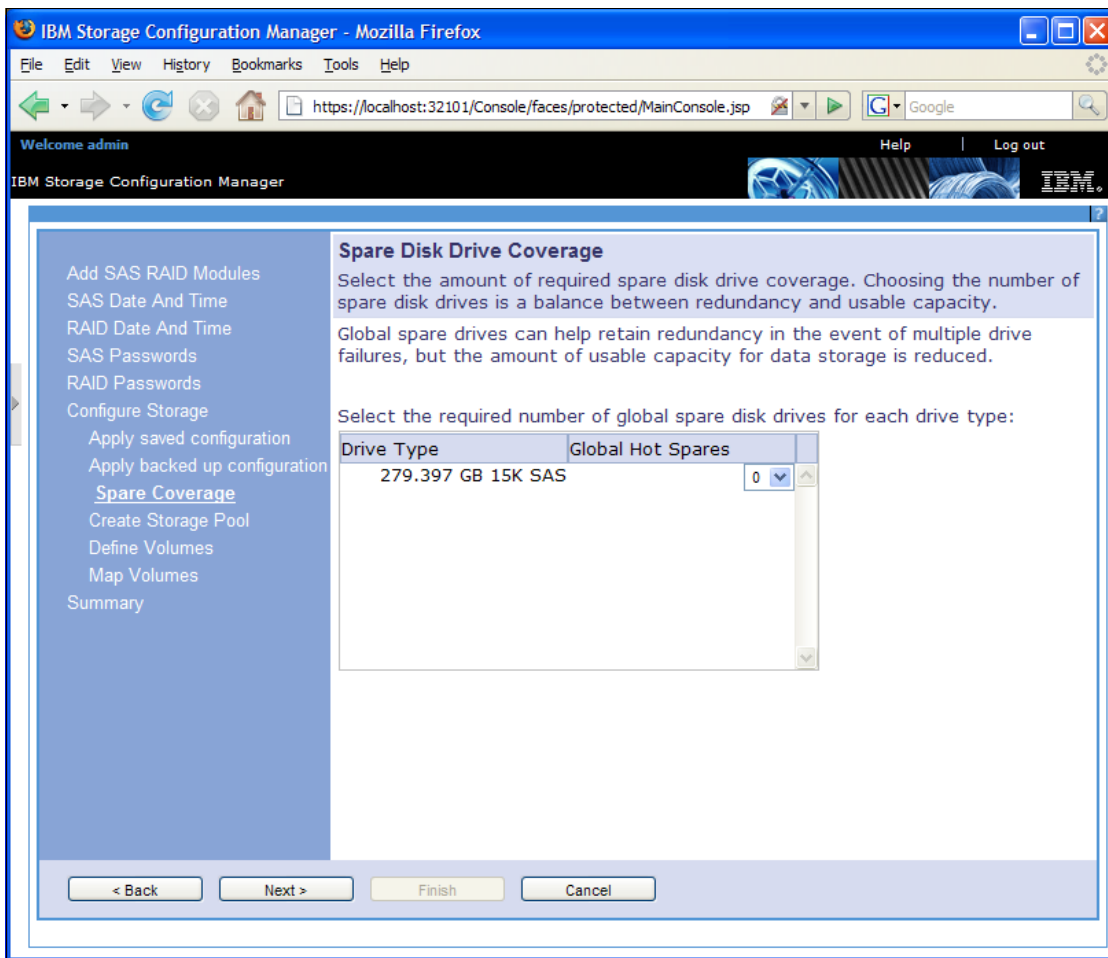 IBM Storage Configuration Manager - Mozilla Firefox
File Edit View History Bookmarks Tools Help
https://localhost:32101/Console/faces/protected/MainConsole.jsp
G Google
Welcome admin
Help | Log out
IBM Storage Configuration Manager
IBM.
?
Add SAS RAID Modules
SAS Date And Time
RAID Date And Time
SAS Passwords
RAID Passwords
Configure Storage
Apply saved configuration
Apply backed up configuration
Spare Coverage
Create Storage Pool
Define Volumes
Map Volumes
Summary
Spare Disk Drive Coverage
Select the amount of required spare disk drive coverage. Choosing the number of
spare disk drives is a balance between redundancy and usable capacity.
Global spare drives can help retain redundancy in the event of multiple drive
failures, but the amount of usable capacity for data storage is reduced.
Select the required number of global spare disk drives for each drive type:
Drive Type Global Hot Spares
279.397 GB 15K SAS 0
< Back Next > Finish Cancel